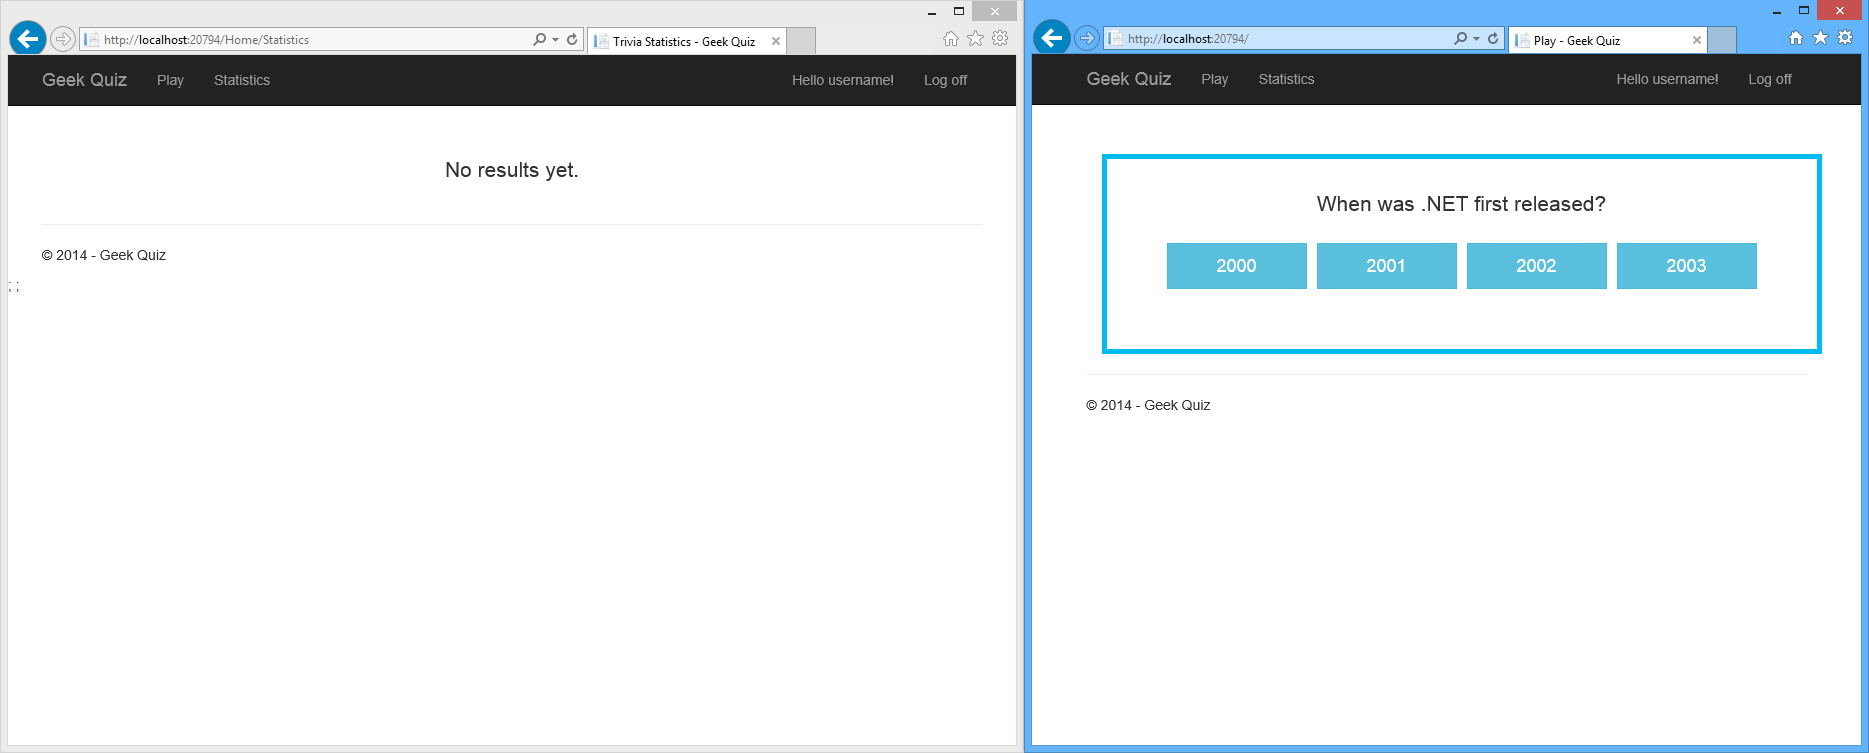 http://localhost:20794/Home/Statistics
Trivia Statistics - Geek Quiz
Geek Quiz Play Statistics Hello username! Log off
No results yet.
© 2014 - Geek Quiz
; ;
http://localhost:20794/
Play - Geek Quiz
Geek Quiz Play Statistics Hello username! Log off
When was .NET first released?
2000 2001 2002 2003
© 2014 - Geek Quiz